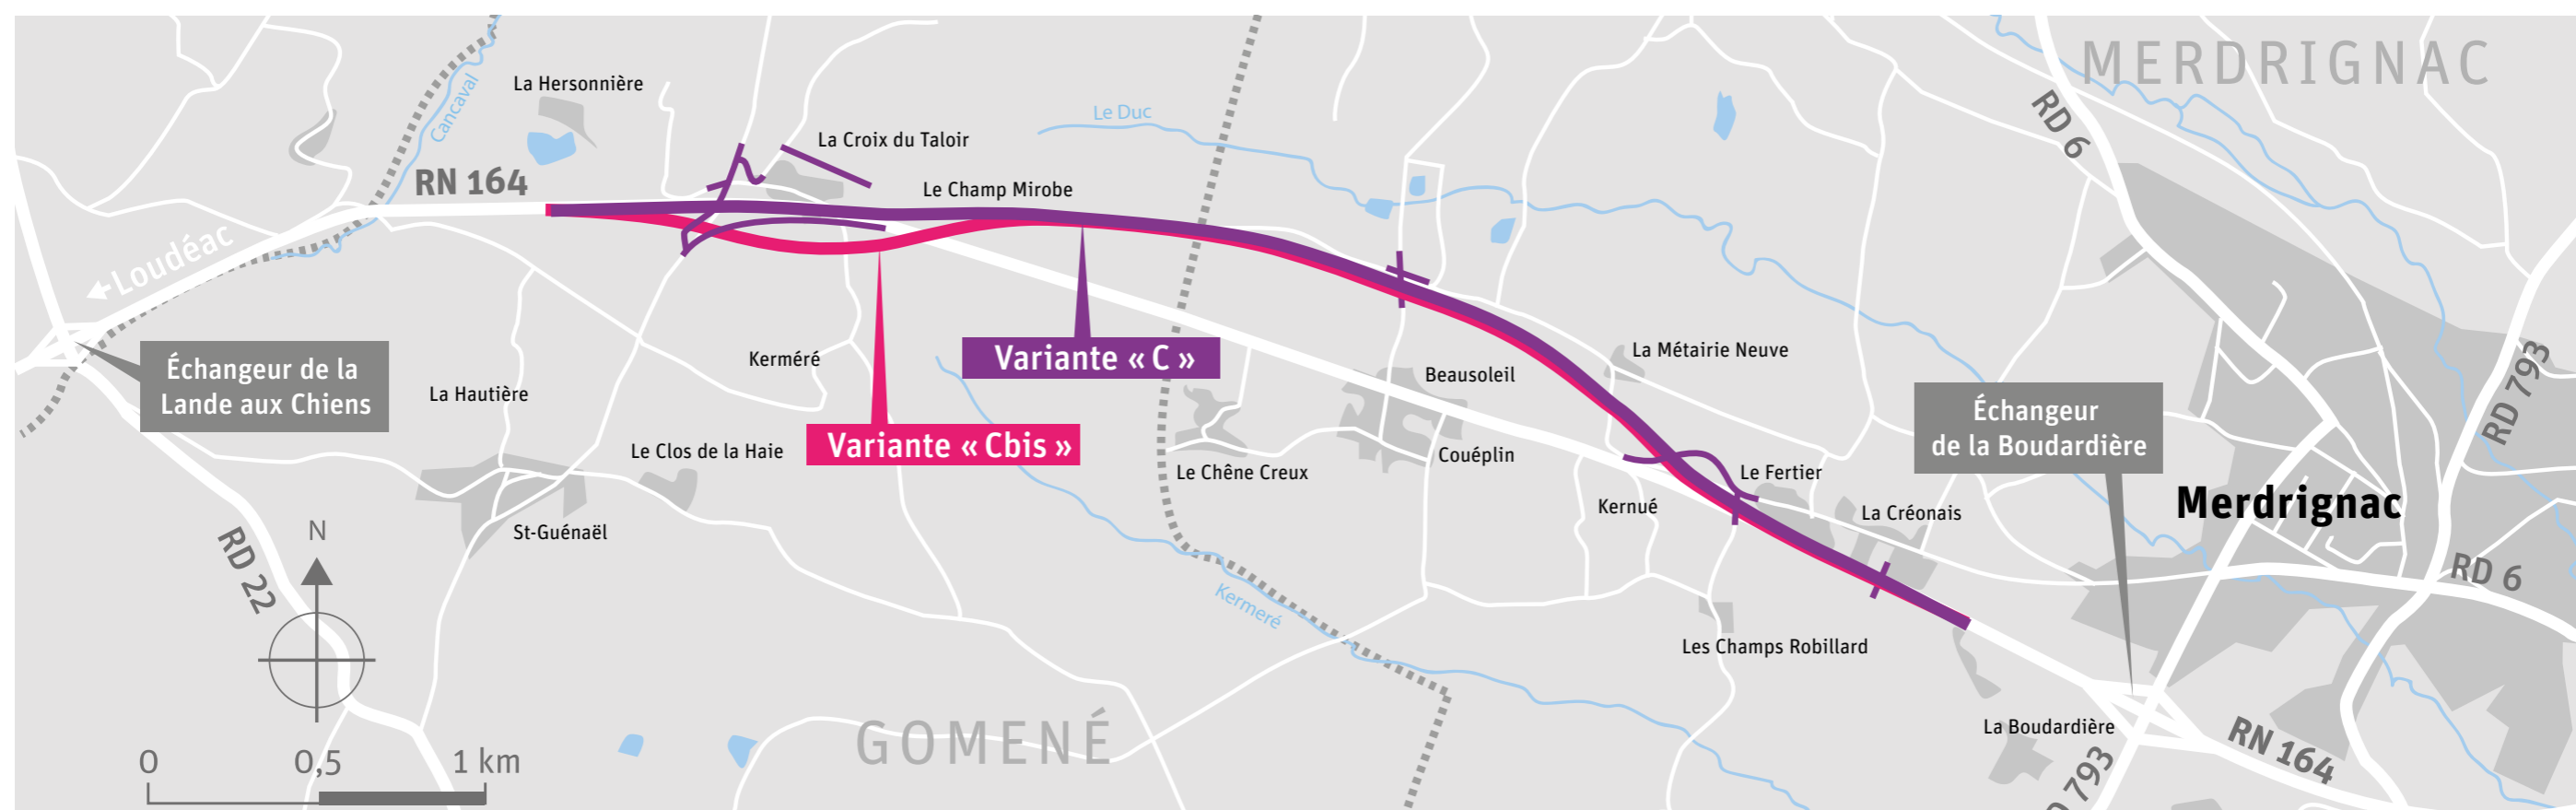 MERDRIGNAC
La Hersonnière
Cancaval
Le Duc
RD 6
La Croix du Taloir
RN 164
Le Champ Mirobe
Loudéac
Échangeur de la
Lande aux Chiens
La Hautière
Kerméré
Variante « C »
Variante « Cbis »
Beausoleil
La Métairie Neuve
RD 793
Échangeur
de la Boudardière
Le Clos de la Haie
Le Chêne Creux
Couéplin
Le Fertier
Kernué
La Créonais
Merdrignac
St-Guénaël
N
RD 22
RD 6
Kermeré
Les Champs Robillard
GOMENÉ
La Boudardière
RN 164
D 793
0 0,5 1 km